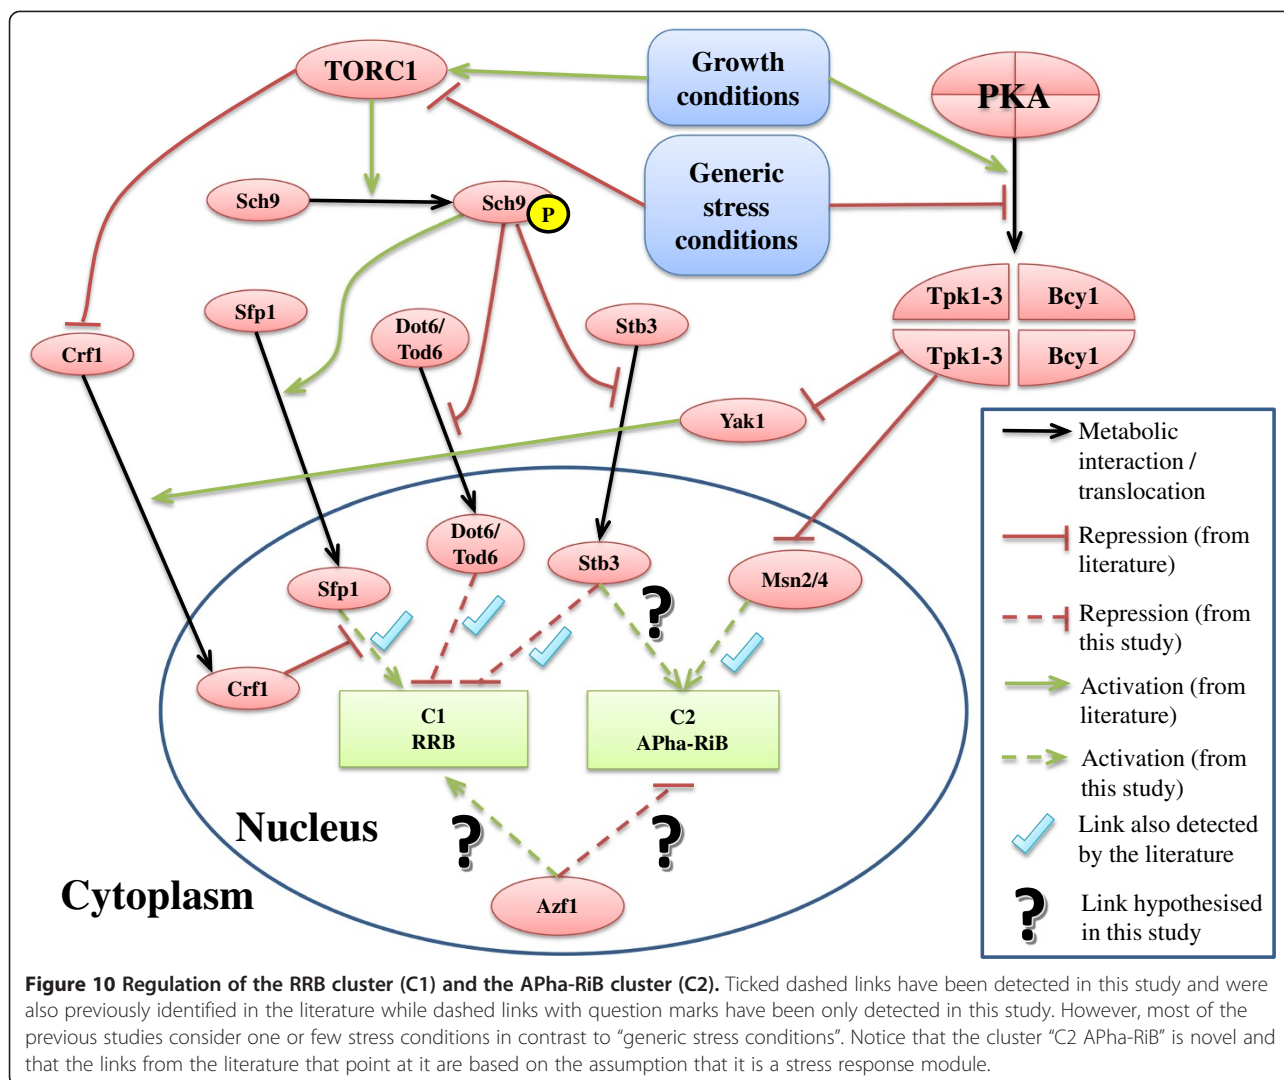 TORC1
Growth
conditions
PKA
Generic
stress
conditions
Sch9
Sch9
P
Tpk1-3
Bcy1
Tpk1-3
Bcy1
Sfp1
Dot6/
Tod6
Stb3
Crf1
Yak1
Dot6/
Tod6
Stb3
Sfp1
Msn2/4
?
Crf1
C1
RRB
C2
APha-RiB
Nucleus
?
?
Cytoplasm
Azf1
Metabolic
interaction /
translocation
Repression (from
literature)
Repression (from
this study)
Activation (from
literature)
Activation (from
this study)
Link also detected
by the literature
?
Link hypothesised
in this study
Figure 10 Regulation of the RRB cluster (C1) and the APha-RiB cluster (C2). Ticked dashed links have been detected in this study and were
also previously identified in the literature while dashed links with question marks have been only detected in this study. However, most of the
previous studies consider one or few stress conditions in contrast to “generic stress conditions”. Notice that the cluster “C2 APha-RiB” is novel and
that the links from the literature that point at it are based on the assumption that it is a stress response module.